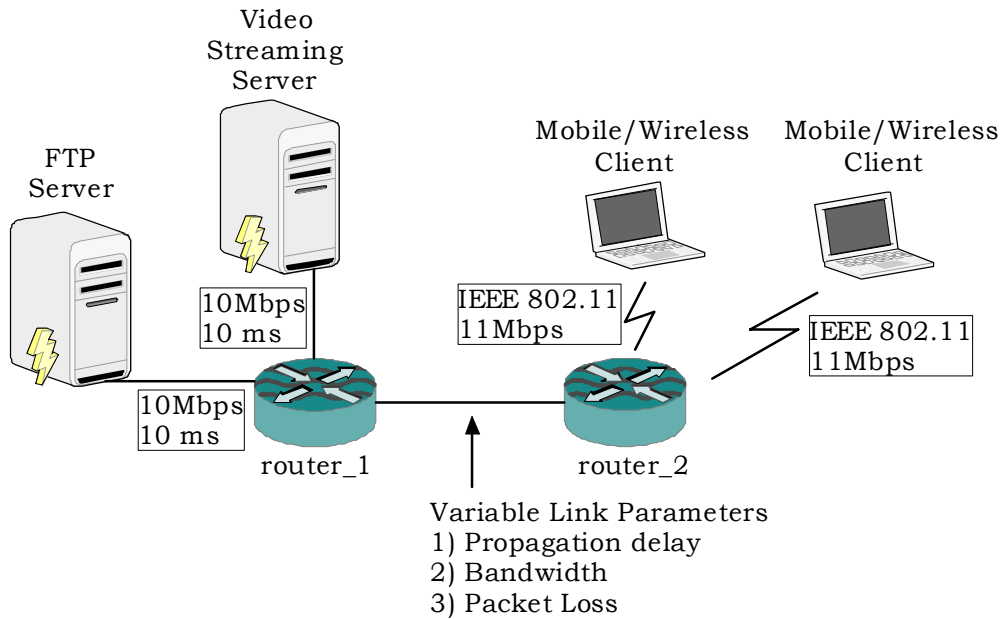 Video
Streaming
Server
FTP
Server
Mobile/Wireless
Client
Mobile/Wireless
Client
10Mbps
10 ms
IEEE 802.11
11Mbps
IEEE 802.11
11Mbps
10Mbps
10 ms
router_1
router_2
Variable Link Parameters
1) Propagation delay
2) Bandwidth
3) Packet Loss